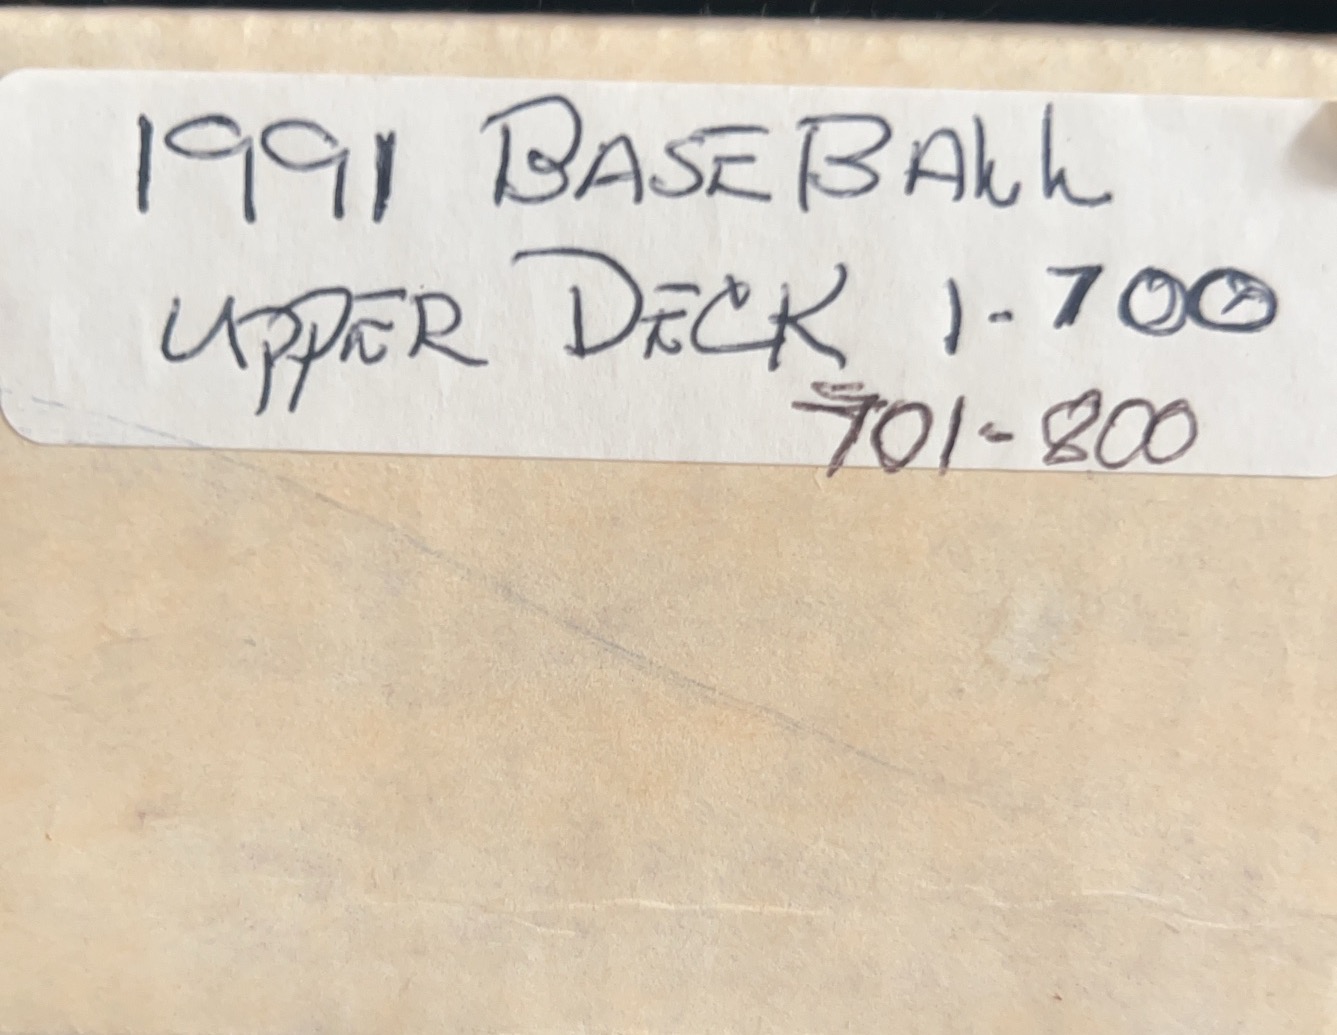 1991 BASEBALL
UPPER DECK 1-700
701-800